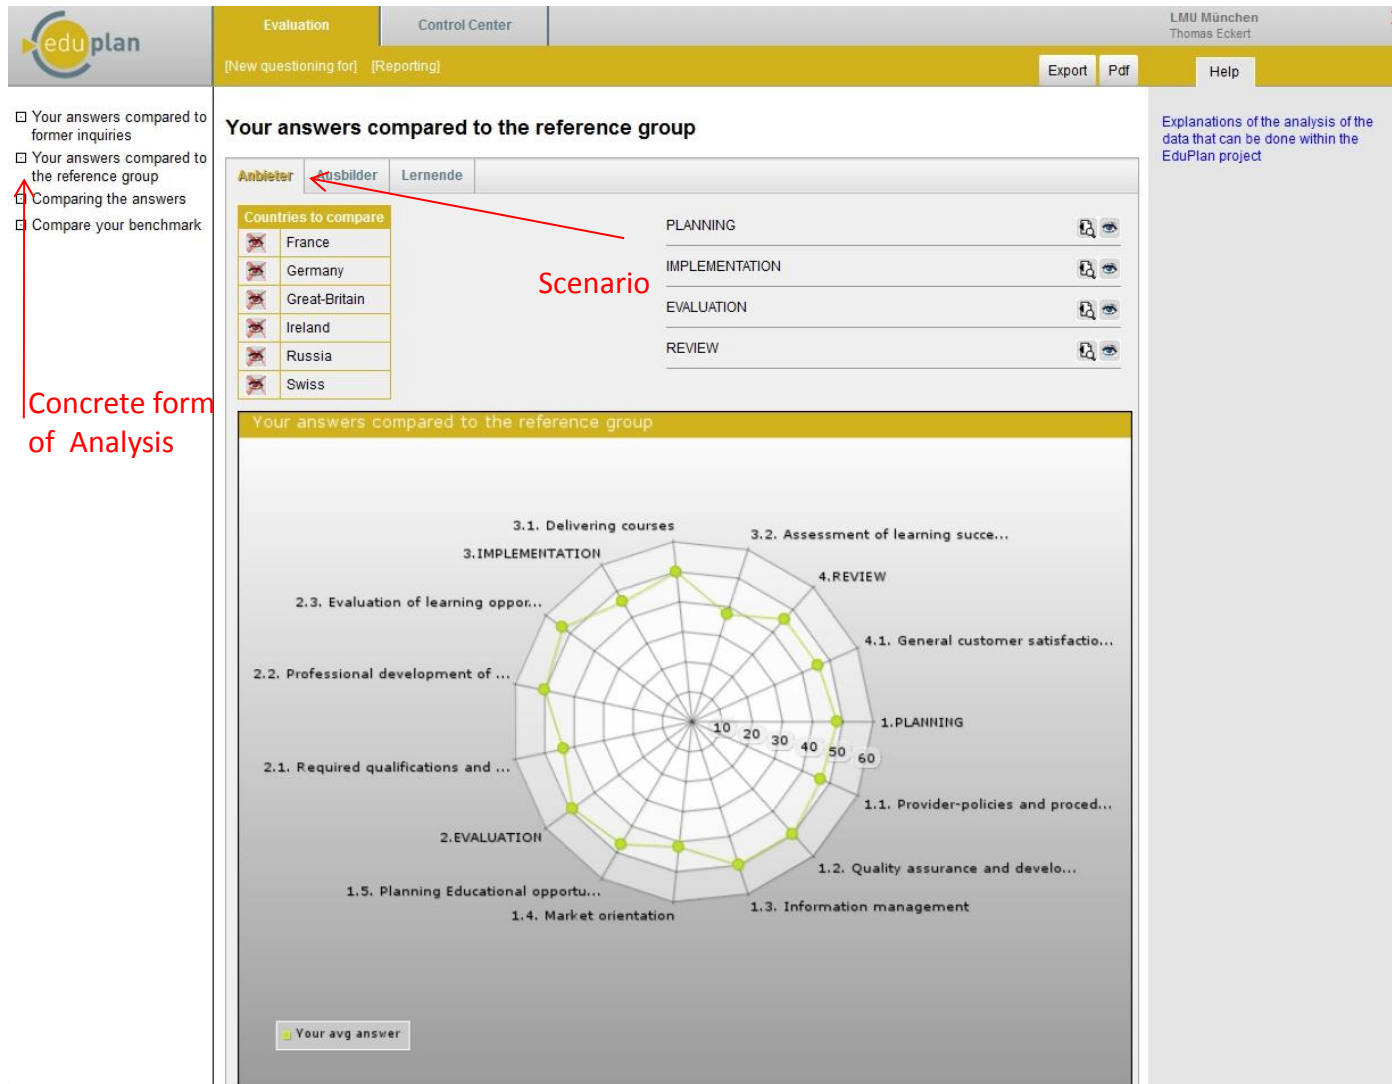 eduplan
Evaluation
Control Center
LMU München
Thomas Eckert
[New questioning for] [Reporting]
Export
Pdf
Help
Your answers compared to
former inquiries
Your answers compared to
the reference group
Comparing the answers
Compare your benchmark
Concrete form
of Analysis
Your answers compared to the reference group
Anbieter
Ausbilder
Lernende
Countries to compare
France
Germany
Great-Britain
Ireland
Russia
Swiss
Scenario
PLANNING
IMPLEMENTATION
EVALUATION
REVIEW
Explanations of the analysis of the
data that can be done within the
EduPlan project
Your answers compared to the reference group
3.1. Delivering courses
3.2. Assessment of learning succe...
3.IMPLEMENTATION
4.REVIEW
2.3. Evaluation of learning oppor...
4.1. General customer satisfactio...
2.2. Professional development of ...
1.PLANNING
10 20 30 40 50 60
2.1. Required qualifications and ...
1.1. Provider-policies and proced...
2.EVALUATION
1.2. Quality assurance and develo...
1.5. Planning Educational opportu...
1.3. Information management
1.4. Market orientation
Your avg answer